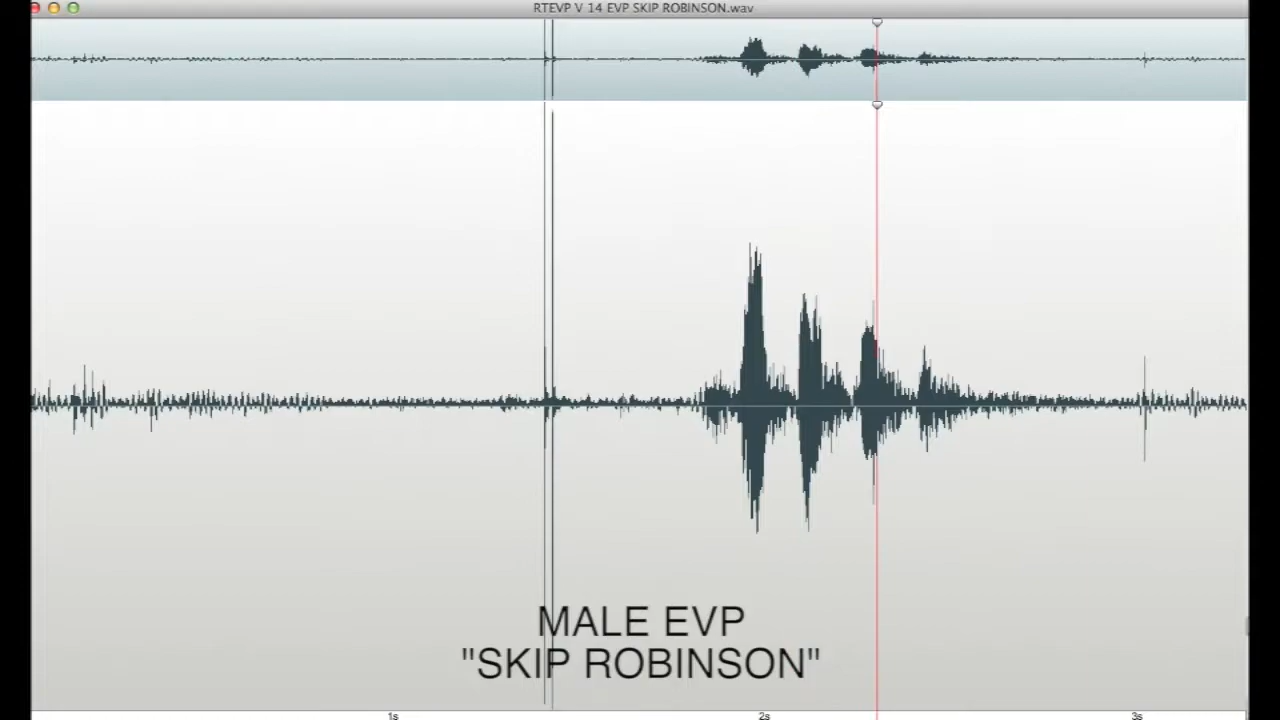 RTEVP V 14 EVP SKIP ROBINSON.wav
MALE EVP
"SKIP ROBINSON"
1s 2s 3s